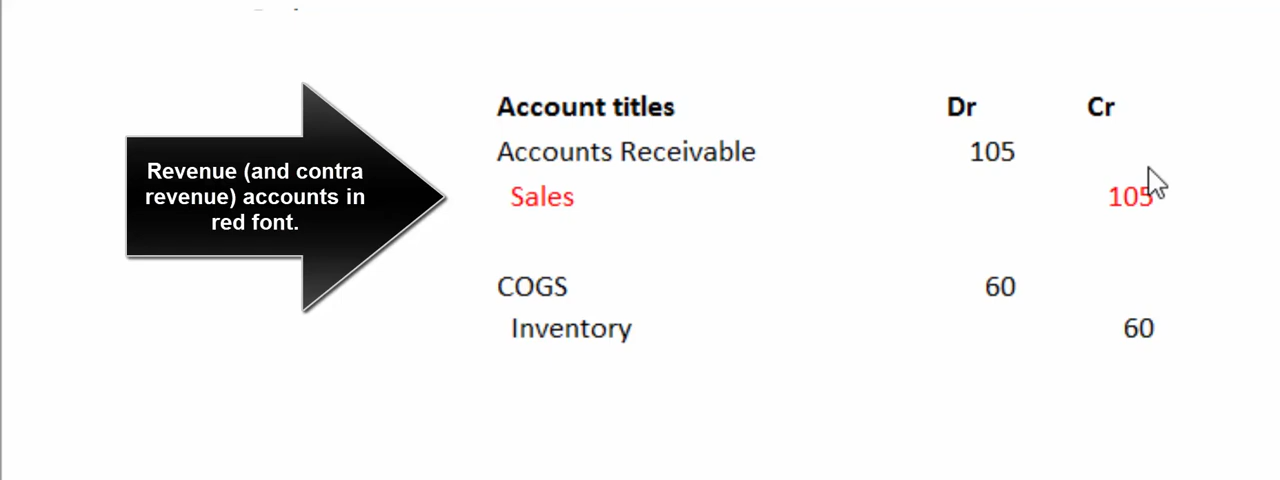 Revenue (and contra
revenue) accounts in
red font.
Account titles Dr Cr
Accounts Receivable 105
Sales 105
COGS 60
Inventory 60